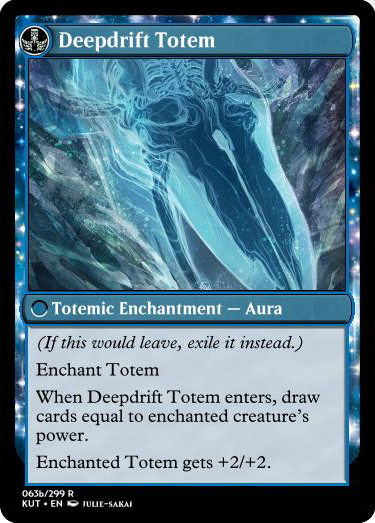 Deepdrift Totem
Totemic Enchantment — Aura
(If this would leave, exile it instead.)
Enchant Totem
When Deepdrift Totem enters, draw
cards equal to enchanted creature's
power.
Enchanted Totem gets +2/+2.
063b/299 R
KUT • EN JULIE-SAKAI